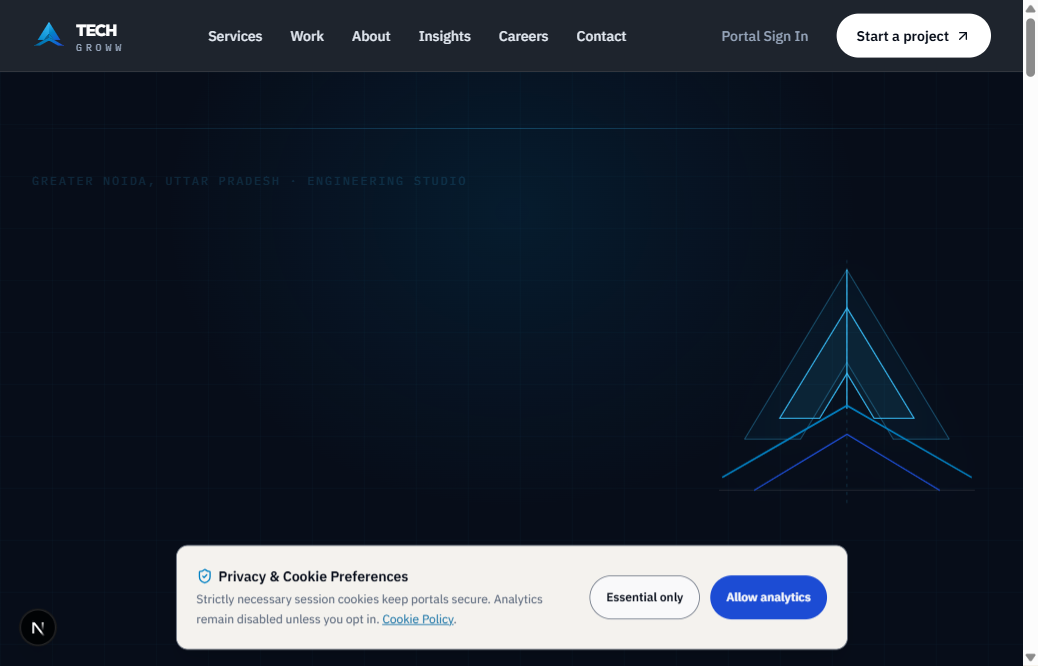 TECH
GROWW
Services Work About Insights Careers Contact Portal Sign In Start a project
GREATER NOIDA, UTTAR PRADESH · ENGINEERING STUDIO
Privacy & Cookie Preferences
Strictly necessary session cookies keep portals secure. Analytics
remain disabled unless you opt in. Cookie Policy.
Essential only Allow analytics
N